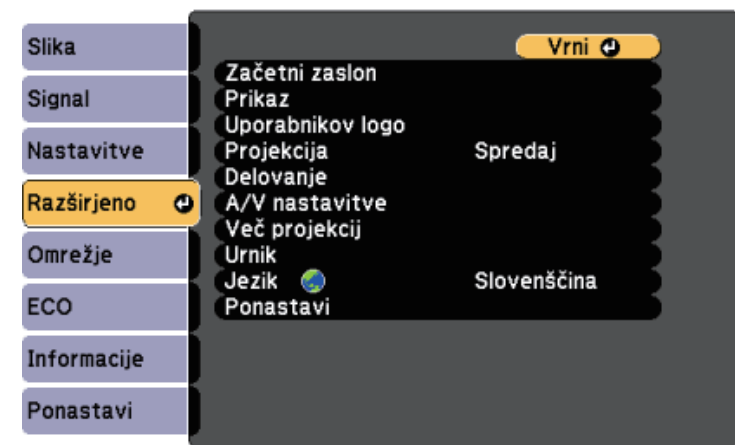 Slika
Signal
Nastavitve
Razširjeno
Omrežje
ECO
Informacije
Ponastavi
Vrni
Začetni zaslon
Prikaz
Uporabnikov logo
Projekcija Spredaj
Delovanje
A/V nastavitve
Več projekcij
Urnik
Jezik Slovenščina
Ponastavi